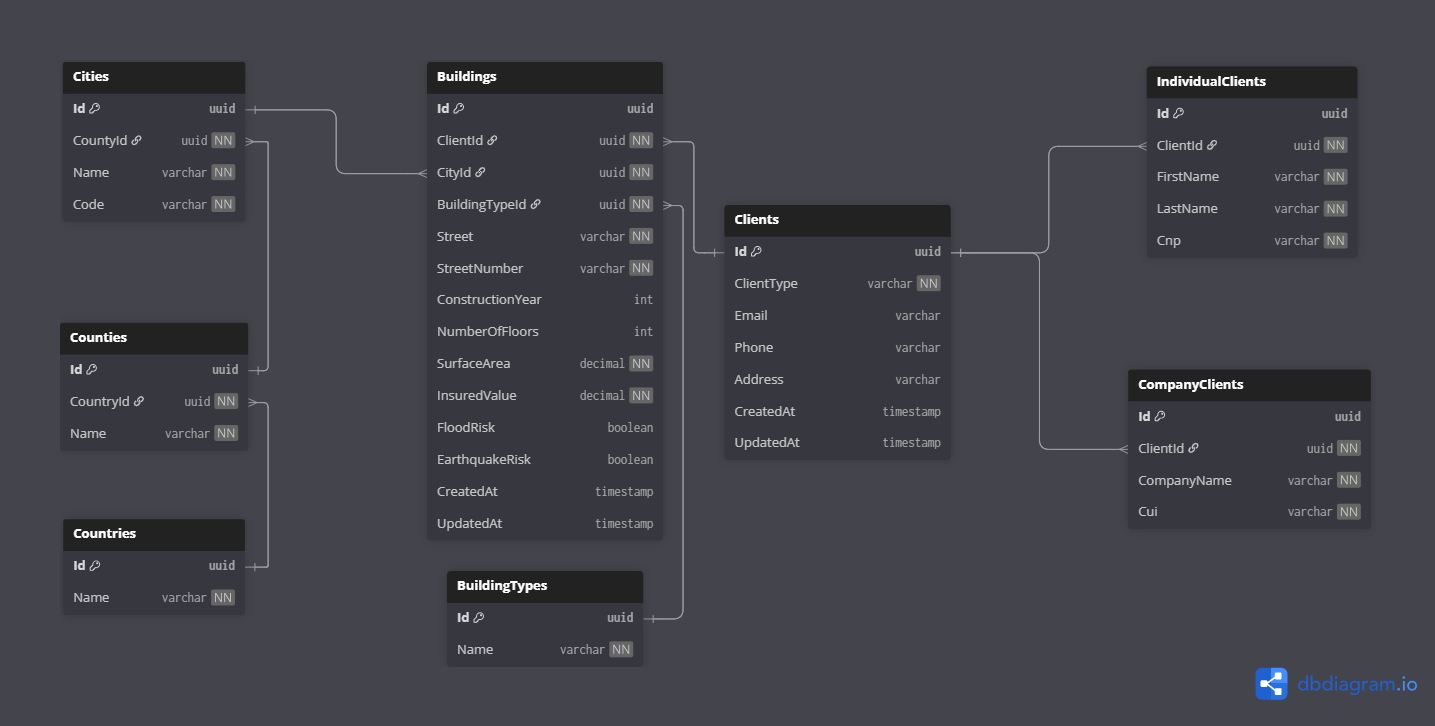 Cities
Id uuid
CountyId uuid NN
Name varchar NN
Code varchar NN
Counties
Id uuid
CountryId uuid NN
Name varchar NN
Countries
Id uuid
Name varchar NN
Buildings
Id uuid
ClientId uuid NN
CityId uuid NN
BuildingTypeId uuid NN
Street varchar NN
StreetNumber varchar NN
ConstructionYear int
NumberOfFloors int
SurfaceArea decimal NN
InsuredValue decimal NN
FloodRisk boolean
EarthquakeRisk boolean
CreatedAt timestamp
UpdatedAt timestamp
BuildingTypes
Id uuid
Name varchar NN
Clients
Id uuid
ClientType varchar NN
Email varchar
Phone varchar
Address varchar
CreatedAt timestamp
UpdatedAt timestamp
IndividualClients
Id uuid
ClientId uuid NN
FirstName varchar NN
LastName varchar NN
Cnp varchar NN
CompanyClients
Id uuid
ClientId uuid NN
CompanyName varchar NN
Cui varchar NN
dbdiagram.io